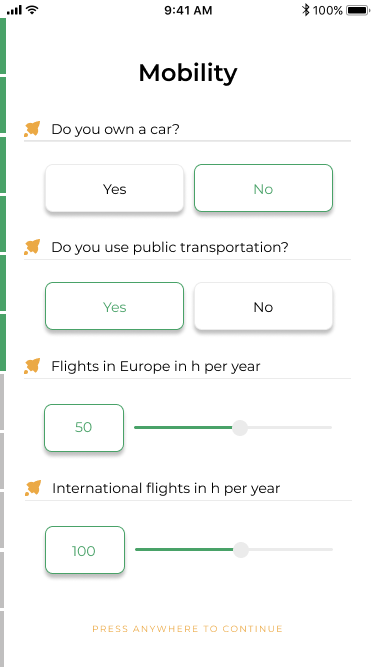 9:41 AM 100%
Mobility
Do you own a car?
Yes No
Do you use public transportation?
Yes No
Flights in Europe in h per year
50
International flights in h per year
100
PRESS ANYWHERE TO CONTINUE